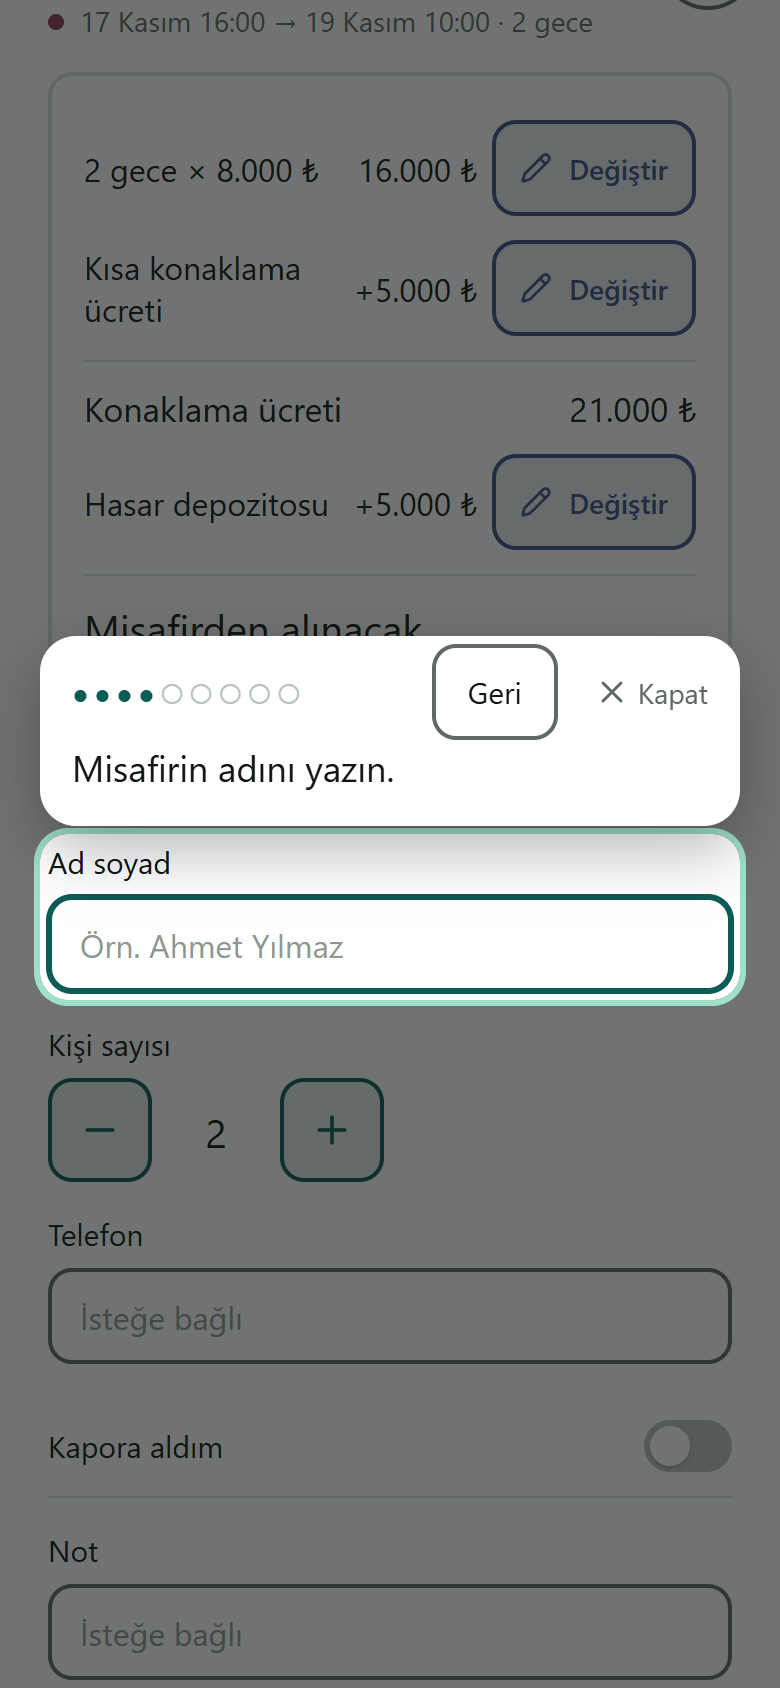 17 Kasım 16:00 → 19 Kasım 10:00 · 2 gece
2 gece × 8.000 ₺ 16.000 ₺ Değiştir
Kısa konaklama
ücreti
+5.000 ₺ Değiştir
Konaklama ücreti 21.000 ₺
Hasar depozitosu +5.000 ₺ Değiştir
Misafirden alınacak
Geri Kapat
Misafirin adını yazın.
Ad soyad
Örn. Ahmet Yılmaz
Kişi sayısı
2
Telefon
İsteğe bağlı
Kapora aldım
Not
İsteğe bağlı